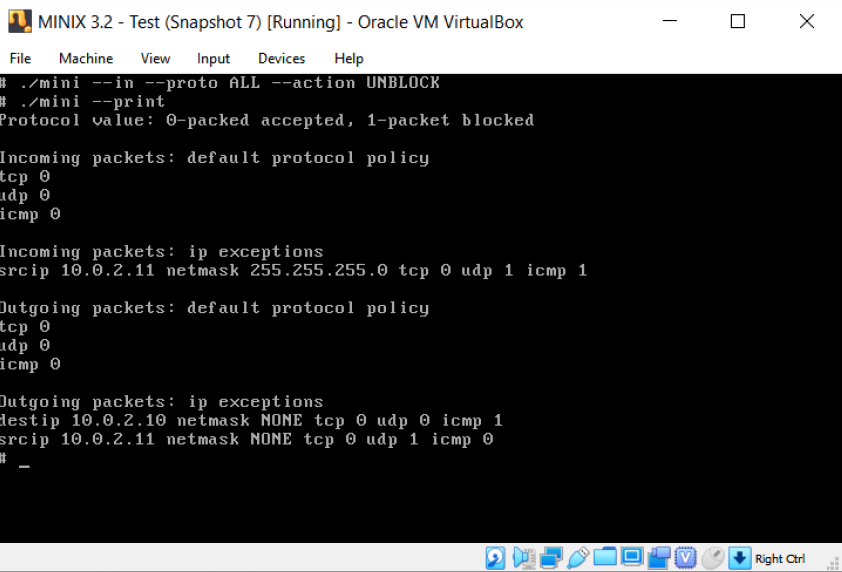 MINIX 3.2 - Test (Snapshot 7) [Running] - Oracle VM VirtualBox
File Machine View Input Devices Help
# ./mini --in --proto ALL --action UNBLOCK
# ./mini --print
Protocol value: 0-packed accepted, 1-packet blocked
Incoming packets: default protocol policy
tcp 0
udp 0
icmp 0
Incoming packets: ip exceptions
srcip 10.0.2.11 netmask 255.255.255.0 tcp 0 udp 1 icmp 1
Outgoing packets: default protocol policy
tcp 0
udp 0
icmp 0
Outgoing packets: ip exceptions
destip 10.0.2.10 netmask NONE tcp 0 udp 0 icmp 1
srcip 10.0.2.11 netmask NONE tcp 0 udp 1 icmp 0
# _
Right Ctrl